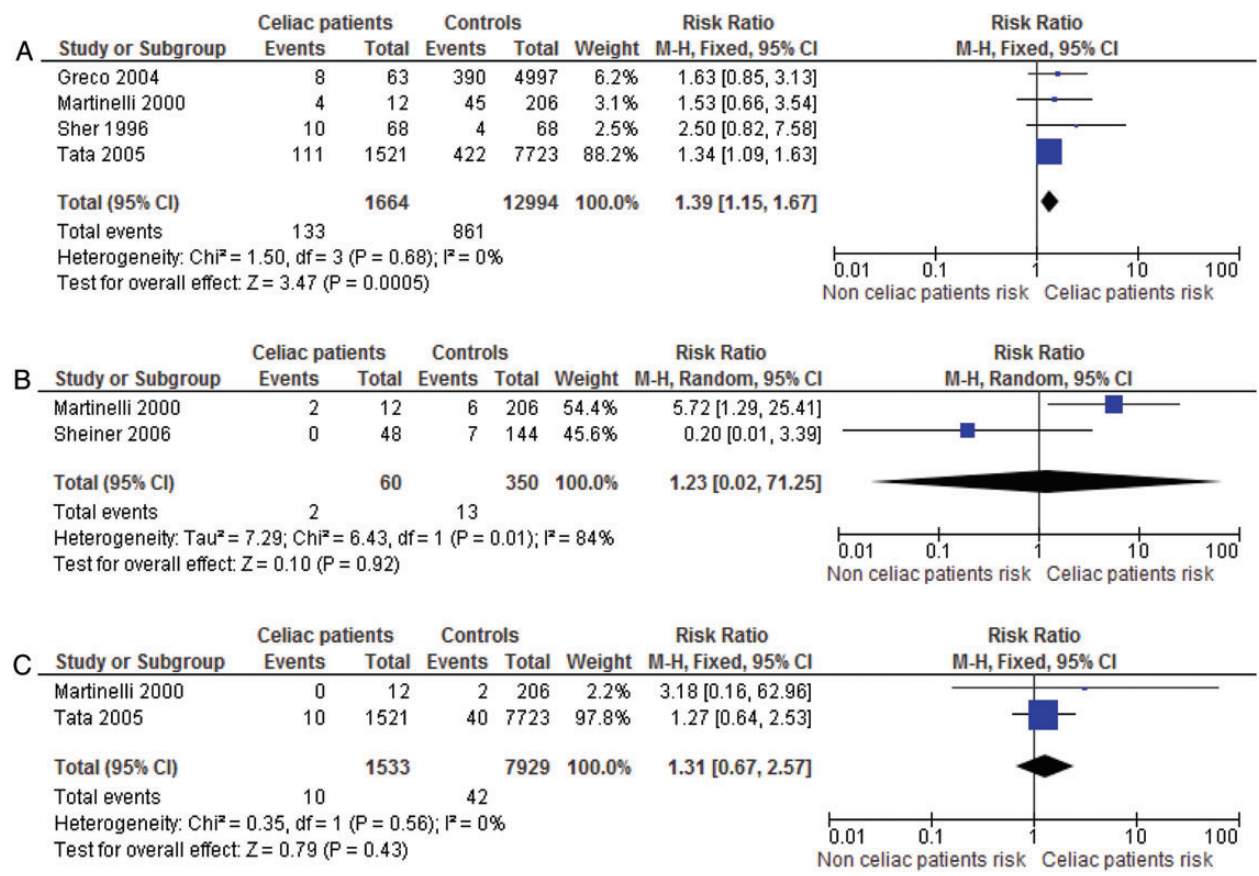 A
Celiac patients Controls Risk Ratio Risk Ratio
Study or Subgroup Events Total Events Total Weight M-H, Fixed, 95% CI M-H, Fixed, 95% CI
Greco 2004 8 63 390 4997 6.2% 1.63 [0.85, 3.13]
Martinelli 2000 4 12 45 206 3.1% 1.53 [0.66, 3.54]
Sher 1996 10 68 4 68 2.5% 2.50 [0.82, 7.58]
Tata 2005 111 1521 422 7723 88.2% 1.34 [1.09, 1.63]
Total (95% CI) 1664 12994 100.0% 1.39 [1.15, 1.67]
Total events 133 861
Heterogeneity: Chi² = 1.50, df = 3 (P = 0.68); I² = 0%
Test for overall effect: Z = 3.47 (P = 0.0005)
0.01 0.1 1 10 100
Non celiac patients risk Celiac patients risk
B
Celiac patients Controls Risk Ratio Risk Ratio
Study or Subgroup Events Total Events Total Weight M-H, Random, 95% CI M-H, Random, 95% CI
Martinelli 2000 2 12 6 206 54.4% 5.72 [1.29, 25.41]
Sheiner 2006 0 48 7 144 45.6% 0.20 [0.01, 3.39]
Total (95% CI) 60 350 100.0% 1.23 [0.02, 71.25]
Total events 2 13
Heterogeneity: Tau² = 7.29; Chi² = 6.43, df = 1 (P = 0.01); I² = 84%
Test for overall effect: Z = 0.10 (P = 0.92)
0.01 0.1 1 10 100
Non celiac patients risk Celiac patients risk
C
Celiac patients Controls Risk Ratio Risk Ratio
Study or Subgroup Events Total Events Total Weight M-H, Fixed, 95% CI M-H, Fixed, 95% CI
Martinelli 2000 0 12 2 206 2.2% 3.18 [0.16, 62.96]
Tata 2005 10 1521 40 7723 97.8% 1.27 [0.64, 2.53]
Total (95% CI) 1533 7929 100.0% 1.31 [0.67, 2.57]
Total events 10 42
Heterogeneity: Chi² = 0.35, df = 1 (P = 0.56); I² = 0%
Test for overall effect: Z = 0.79 (P = 0.43)
0.01 0.1 1 10 100
Non celiac patients risk Celiac patients risk